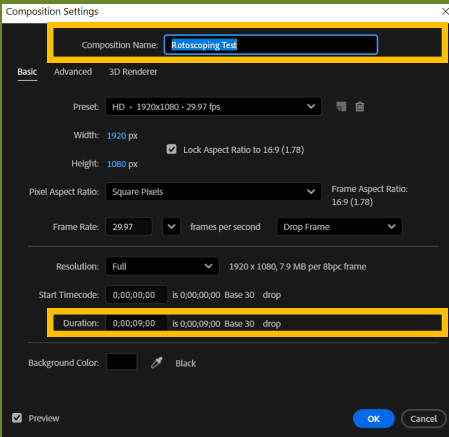 Composition Settings
Composition Name: Rotoscoping Test
Basic Advanced 3D Renderer
Preset: HD • 1920x1080 • 29.97 fps
Width: 1920 px
Lock Aspect Ratio to 16:9 (1.78)
Height: 1080 px
Pixel Aspect Ratio: Square Pixels
Frame Aspect Ratio:
16:9 (1.78)
Frame Rate: 29.97 frames per second Drop Frame
Resolution: Full 1920 x 1080, 7.9 MB per 8bpc frame
Start Timecode: 0;00;00;00 is 0;00;00;00 Base 30 drop
Duration: 0;00;09;00 is 0;00;09;00 Base 30 drop
Background Color: Black
Preview OK Cancel